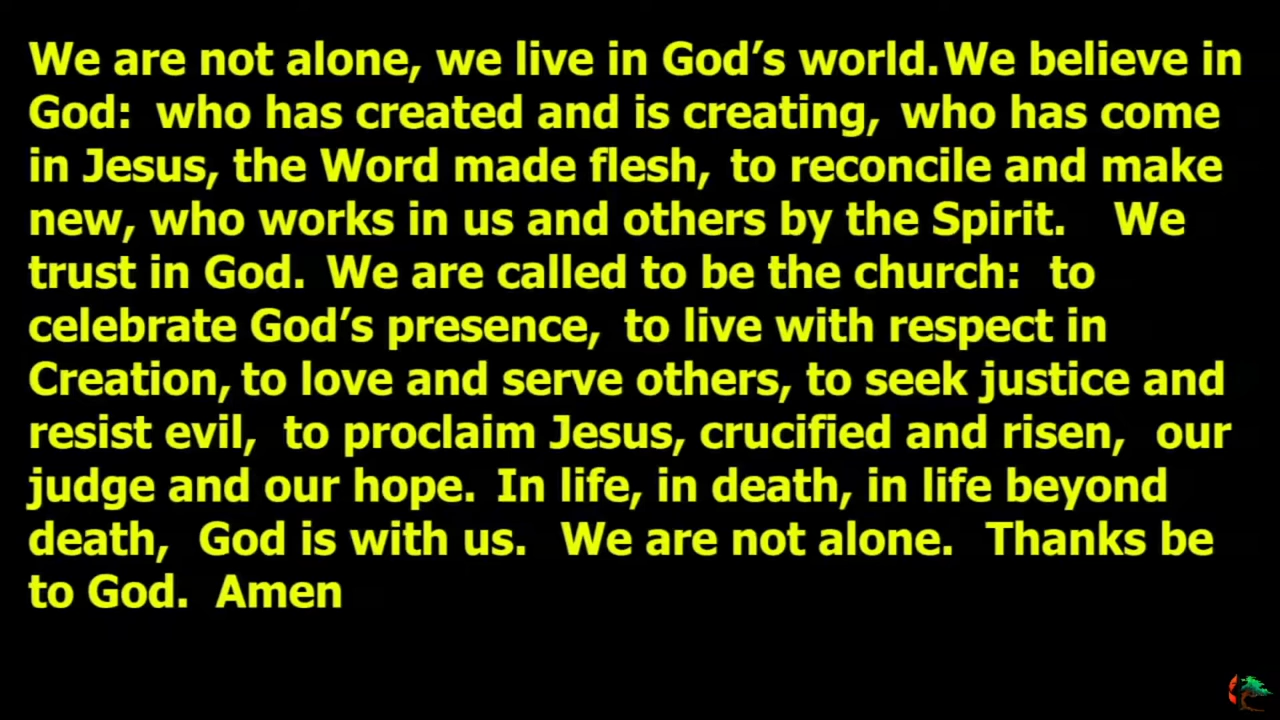 We are not alone, we live in God’s world.We believe in
God: who has created and is creating, who has come
in Jesus, the Word made flesh, to reconcile and make
new, who works in us and others by the Spirit. We
trust in God. We are called to be the church: to
celebrate God’s presence, to live with respect in
Creation, to love and serve others, to seek justice and
resist evil, to proclaim Jesus, crucified and risen, our
judge and our hope. In life, in death, in life beyond
death, God is with us. We are not alone. Thanks be
to God. Amen